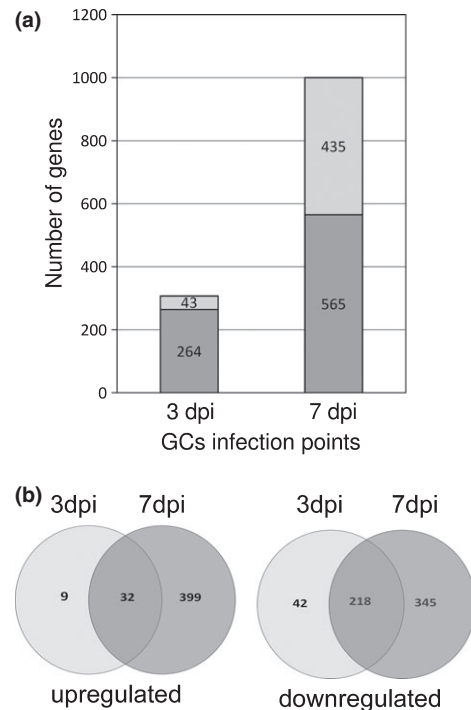 (a)
1200
1000
800
600
400
200
0
Number of genes
43
264
435
565
3 dpi 7 dpi
GCs infection points
(b)
3dpi 7dpi 3dpi 7dpi
9 32 399 42 218 345
upregulated downregulated